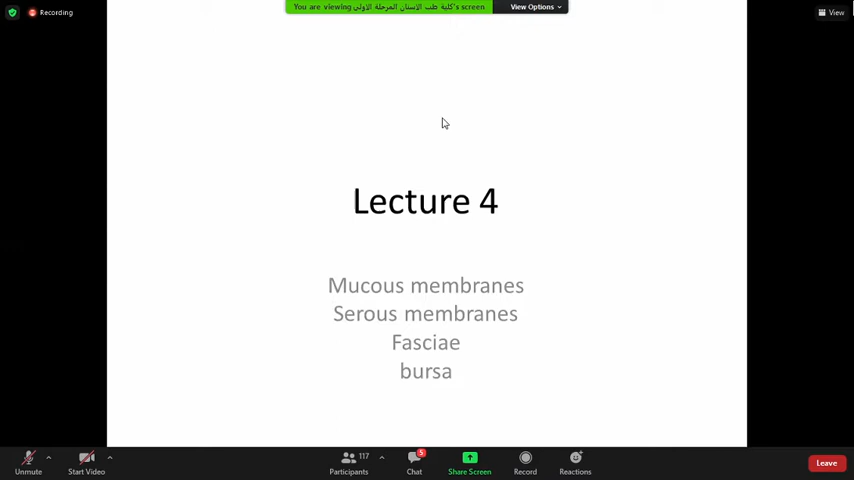 Recording
You are viewing كلية طب الاسنان المرحلة الاولى's screen
View Options
View
Lecture 4
Mucous membranes
Serous membranes
Fasciae
bursa
Unmute
Start Video
Participants
117
Chat
5
Share Screen
Record
Reactions
Leave